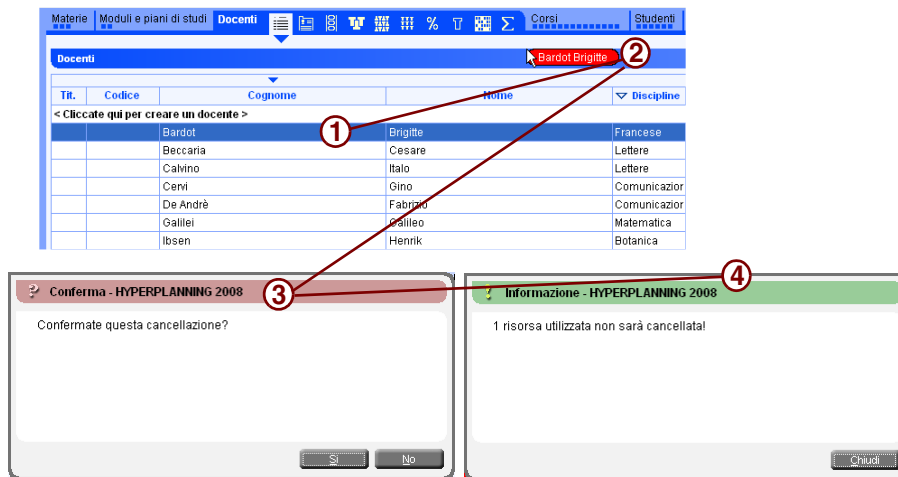 Materie Moduli e piani di studi Docenti % Σ Corsi Studenti
Docenti Bardot Brigitte 2
Tit. Codice Cognome Nome Discipline
< Cliccate qui per creare un docente >
1
Bardot Brigitte Francese
Beccaria Cesare Lettere
Calvino Italo Lettere
Cervi Gino Comunicazior
De Andrè Fabrizio Comunicazior
Galilei Galileo Matematica
Ibsen Henrik Botanica
? Conferma - HYPERPLANNING 2008 3
Confermate questa cancellazione?
Sì No
4
Informazione - HYPERPLANNING 2008
1 risorsa utilizzata non sarà cancellata!
Chiudi